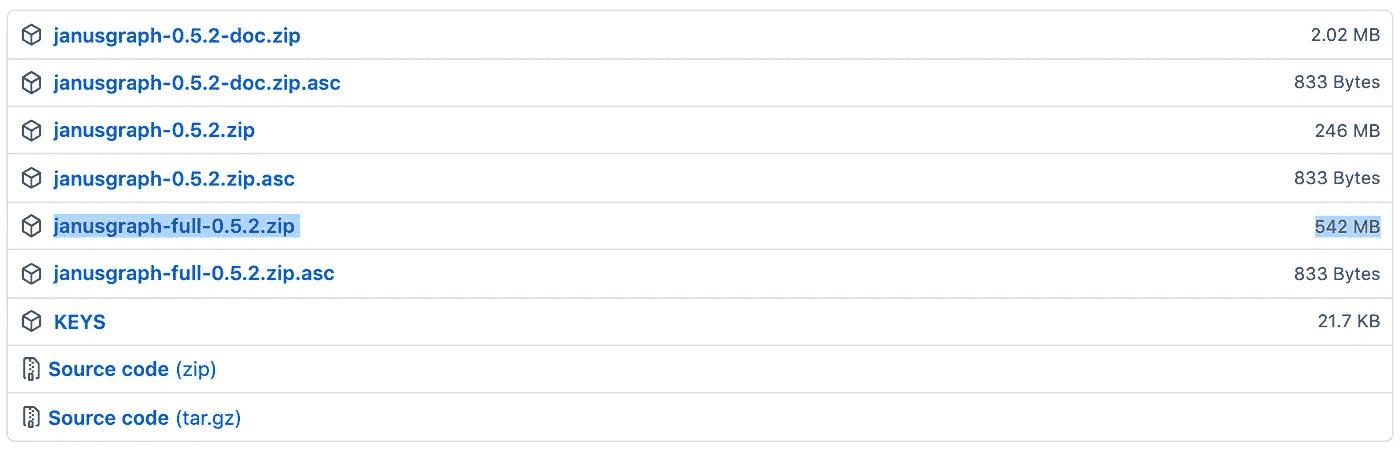 janusgraph-0.5.2-doc.zip 2.02 MB
janusgraph-0.5.2-doc.zip.asc 833 Bytes
janusgraph-0.5.2.zip 246 MB
janusgraph-0.5.2.zip.asc 833 Bytes
janusgraph-full-0.5.2.zip 542 MB
janusgraph-full-0.5.2.zip.asc 833 Bytes
KEYS 21.7 KB
Source code (zip)
Source code (tar.gz)